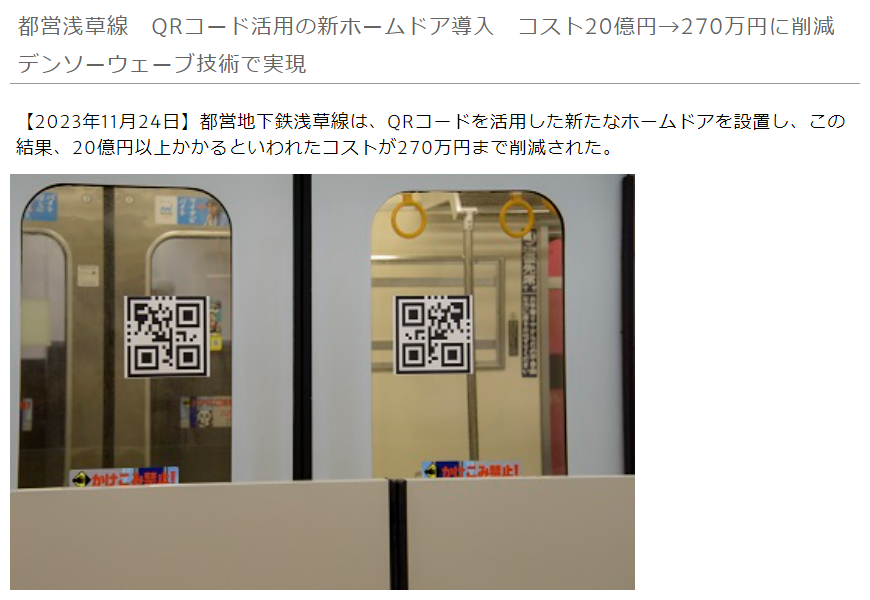 都営浅草線　QRコード活用の新ホームドア導入　コスト20億円→270万円に削減
デンソーウェーブ技術で実現
【2023年11月24日】都営地下鉄浅草線は、QRコードを活用した新たなホームドアを設置し、この
結果、20億円以上かかるといわれたコストが270万円まで削減された。
かけこみ禁止!
かけこみ禁止!